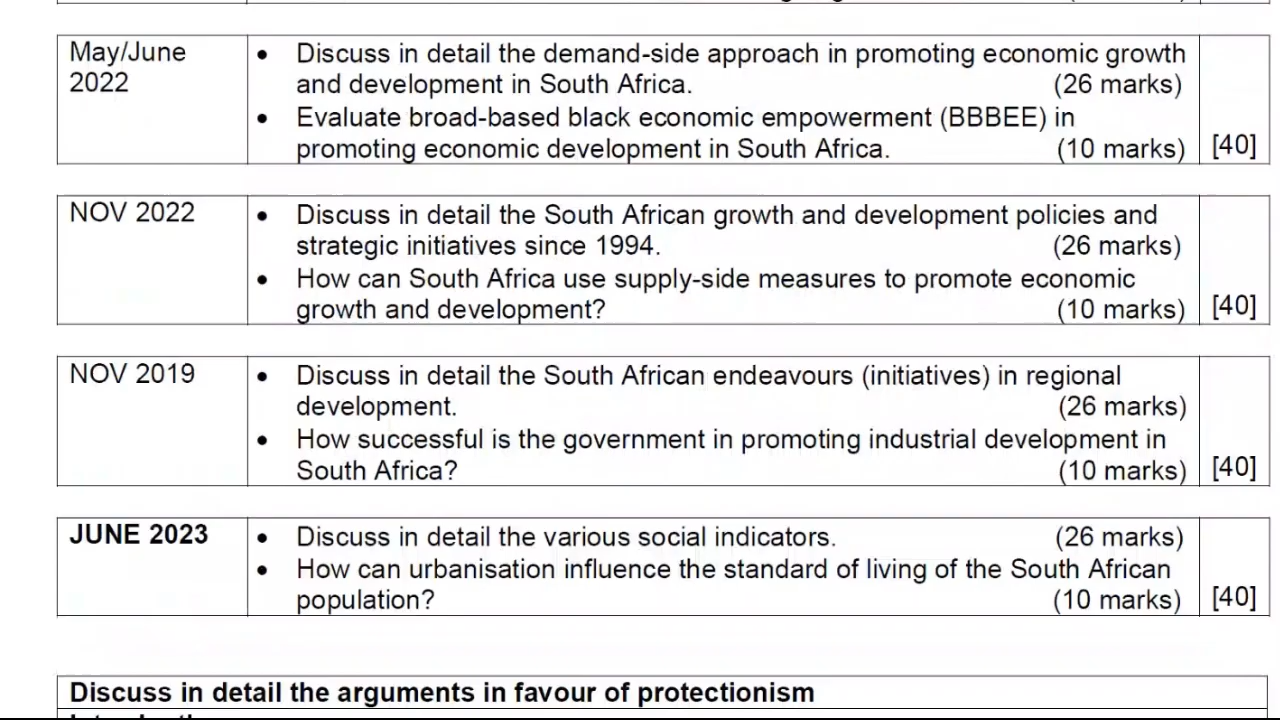 May/June
2022
• Discuss in detail the demand-side approach in promoting economic growth
and development in South Africa. (26 marks)
• Evaluate broad-based black economic empowerment (BBBEE) in
promoting economic development in South Africa. (10 marks) [40]
NOV 2022
• Discuss in detail the South African growth and development policies and
strategic initiatives since 1994. (26 marks)
• How can South Africa use supply-side measures to promote economic
growth and development? (10 marks) [40]
NOV 2019
• Discuss in detail the South African endeavours (initiatives) in regional
development. (26 marks)
• How successful is the government in promoting industrial development in
South Africa? (10 marks) [40]
JUNE 2023
• Discuss in detail the various social indicators. (26 marks)
• How can urbanisation influence the standard of living of the South African
population? (10 marks) [40]
Discuss in detail the arguments in favour of protectionism